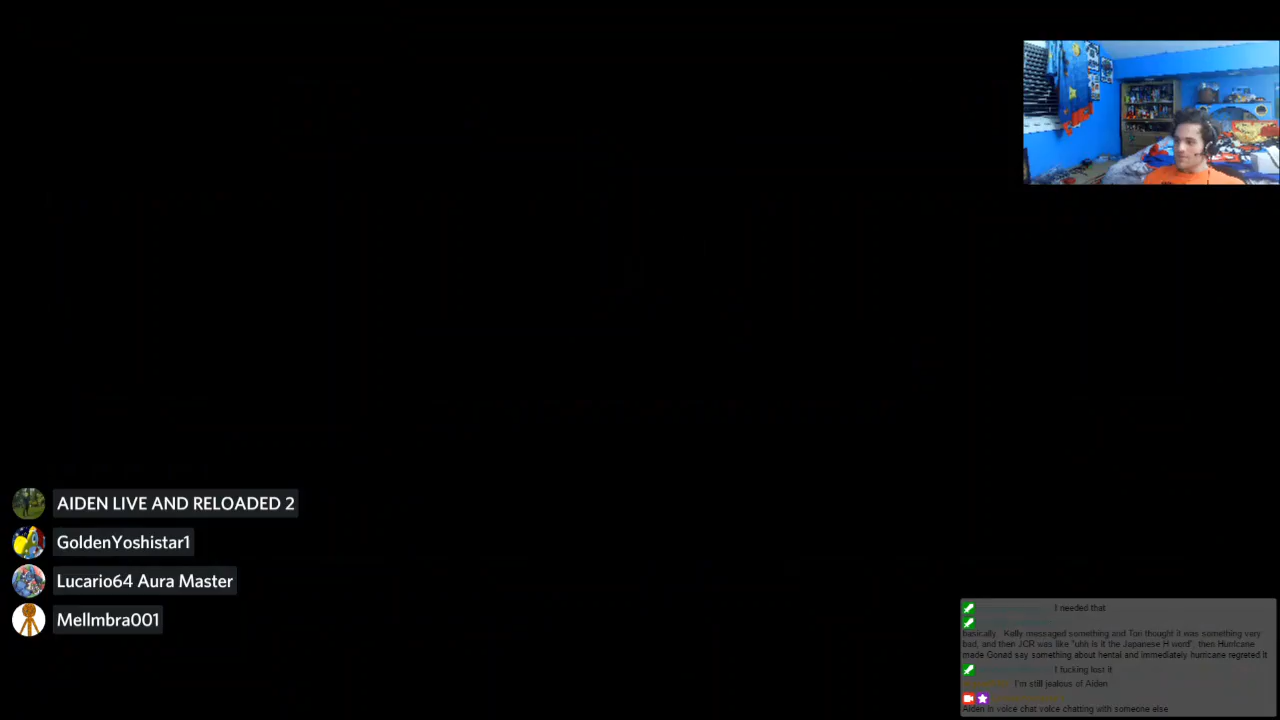 AIDEN LIVE AND RELOADED 2
GoldenYoshistar1
Lucario64 Aura Master
Mellmbra001
I needed that
basically. Kelly messaged something and Ton thought it was something very
bad, and then JCR was like "uhh is it the Japanese H word". then Hurricane
made Gonad say something about hentai and immediately hurricane regretted it
I fucking lost it
I'm still jealous of Aiden
Aiden in voice chat voice chatting with someone else